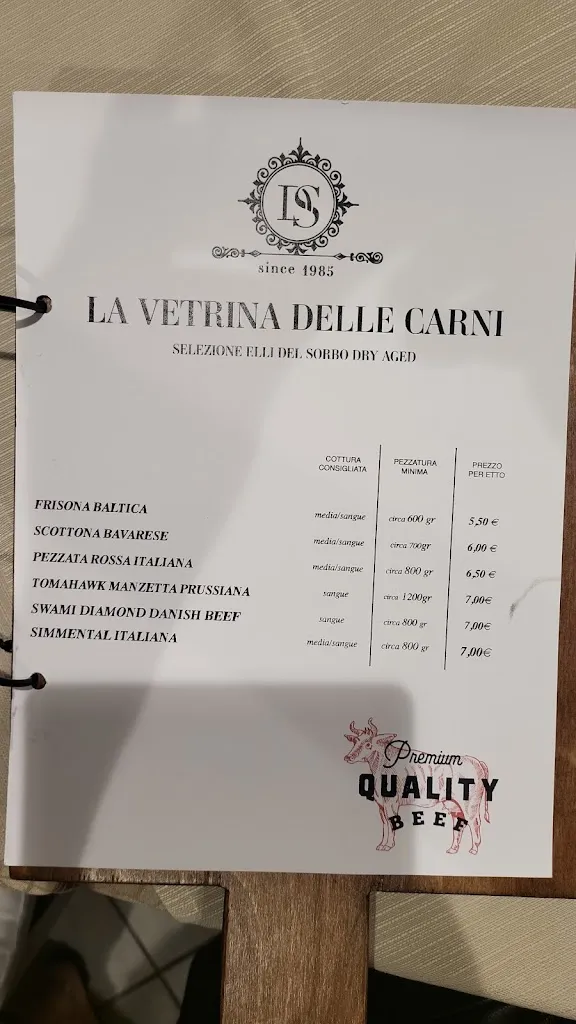 DS
since 1985
LA VETRINA DELLE CARNI
SELEZIONE ELLI DEL SORBO DRY AGED
COTTURA CONSIGLIATA PEZZATURA MINIMA PREZZO PER ETTO
FRISONA BALTICA media/sangue circa 600 gr 5,50 €
SCOTTONA BAVARESE media/sangue circa 700gr 6,00 €
PEZZATA ROSSA ITALIANA media/sangue circa 800 gr 6,50 €
TOMAHAWK MANZETTA PRUSSIANA sangue circa 1200gr 7,00€
SWAMI DIAMOND DANISH BEEF sangue circa 800 gr 7,00€
SIMMENTAL ITALIANA media/sangue circa 800 gr 7,00€
Premium
QUALITY
BEEF